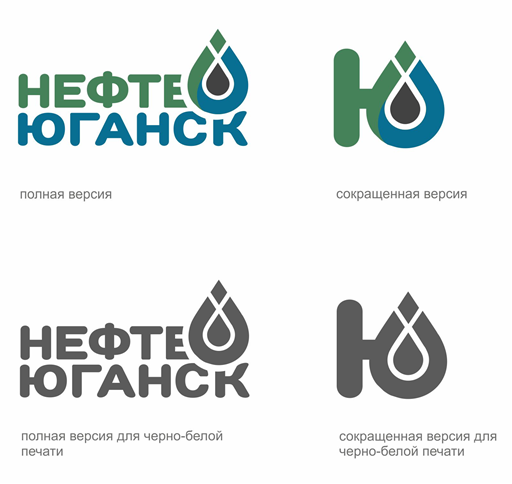 НЕФТЕ
ЮГАНСК
полная версия
Ю
сокращенная версия
НЕФТЕ
ЮГАНСК
полная версия для черно-белой
печати
Ю
сокращенная версия для
черно-белой печати